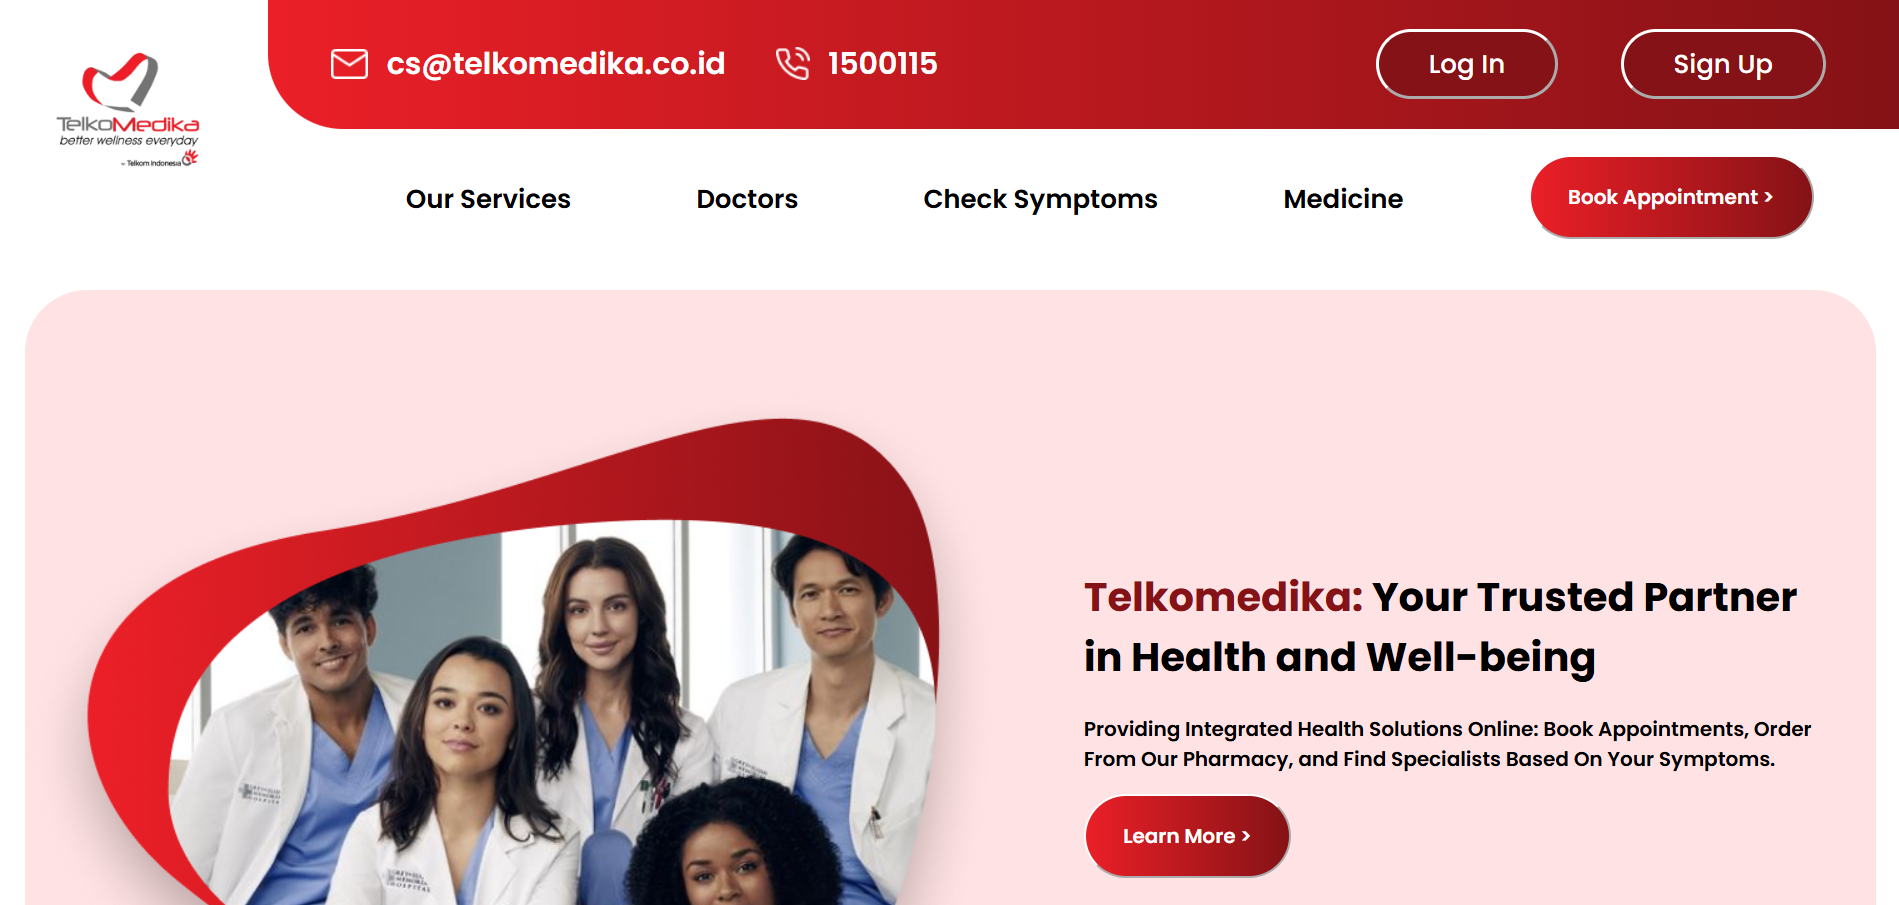 TelkoMedika
better wellness everyday
by Telkom Indonesia
cs@telkomedika.co.id
1500115
Log In
Sign Up
Our Services
Doctors
Check Symptoms
Medicine
Book Appointment >
Telkomedika: Your Trusted Partner
in Health and Well-being
Providing Integrated Health Solutions Online: Book Appointments, Order
From Our Pharmacy, and Find Specialists Based On Your Symptoms.
Learn More >